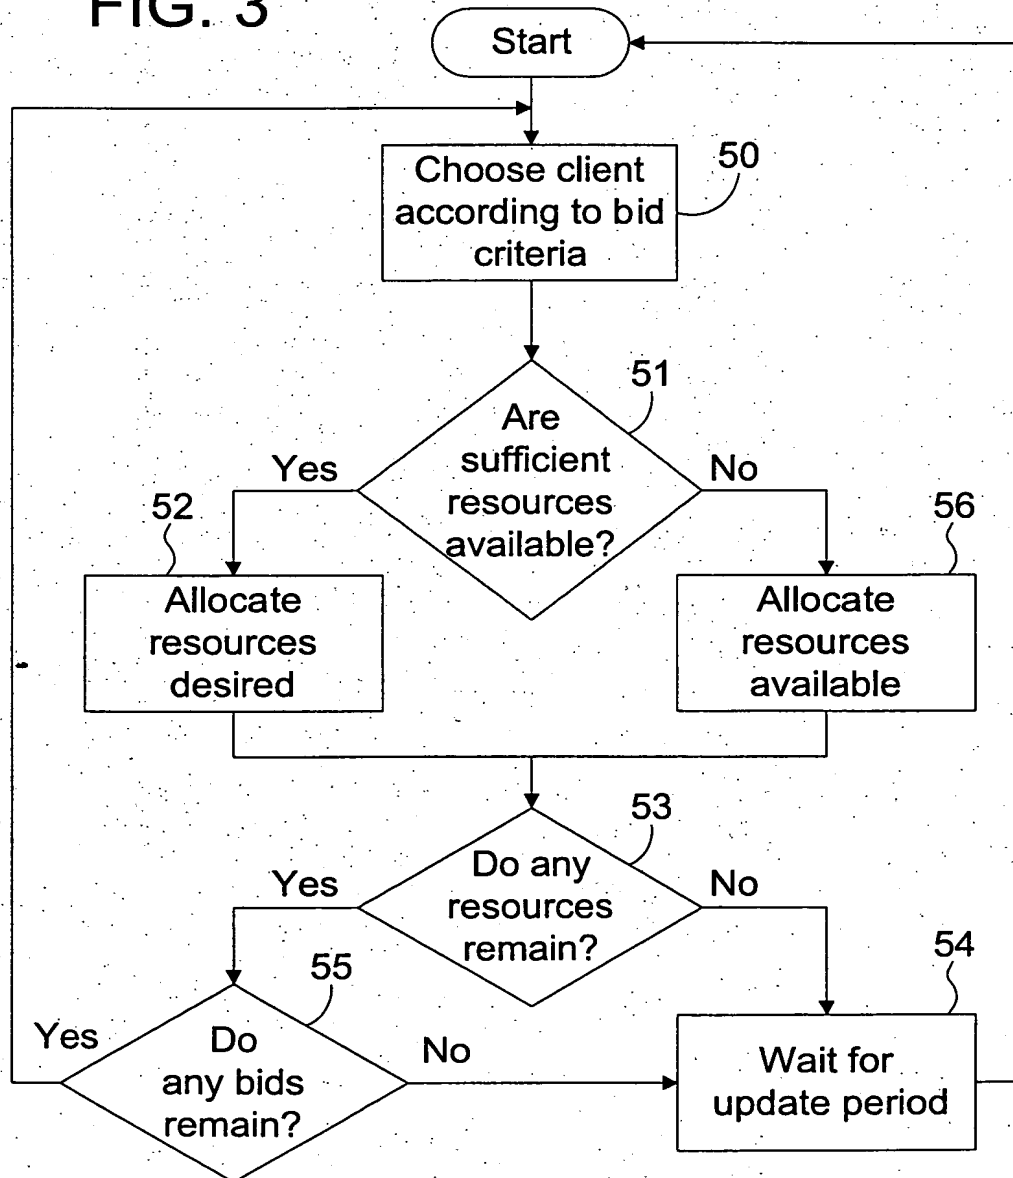 FIG. 3
Start
Choose client
according to bid
criteria
50
Are
sufficient
resources
available?
51
Yes
No
52
Allocate
resources
desired
56
Allocate
resources
available
53
Do any
resources
remain?
Yes
No
55
Do
any bids
remain?
Yes
No
54
Wait for
update period